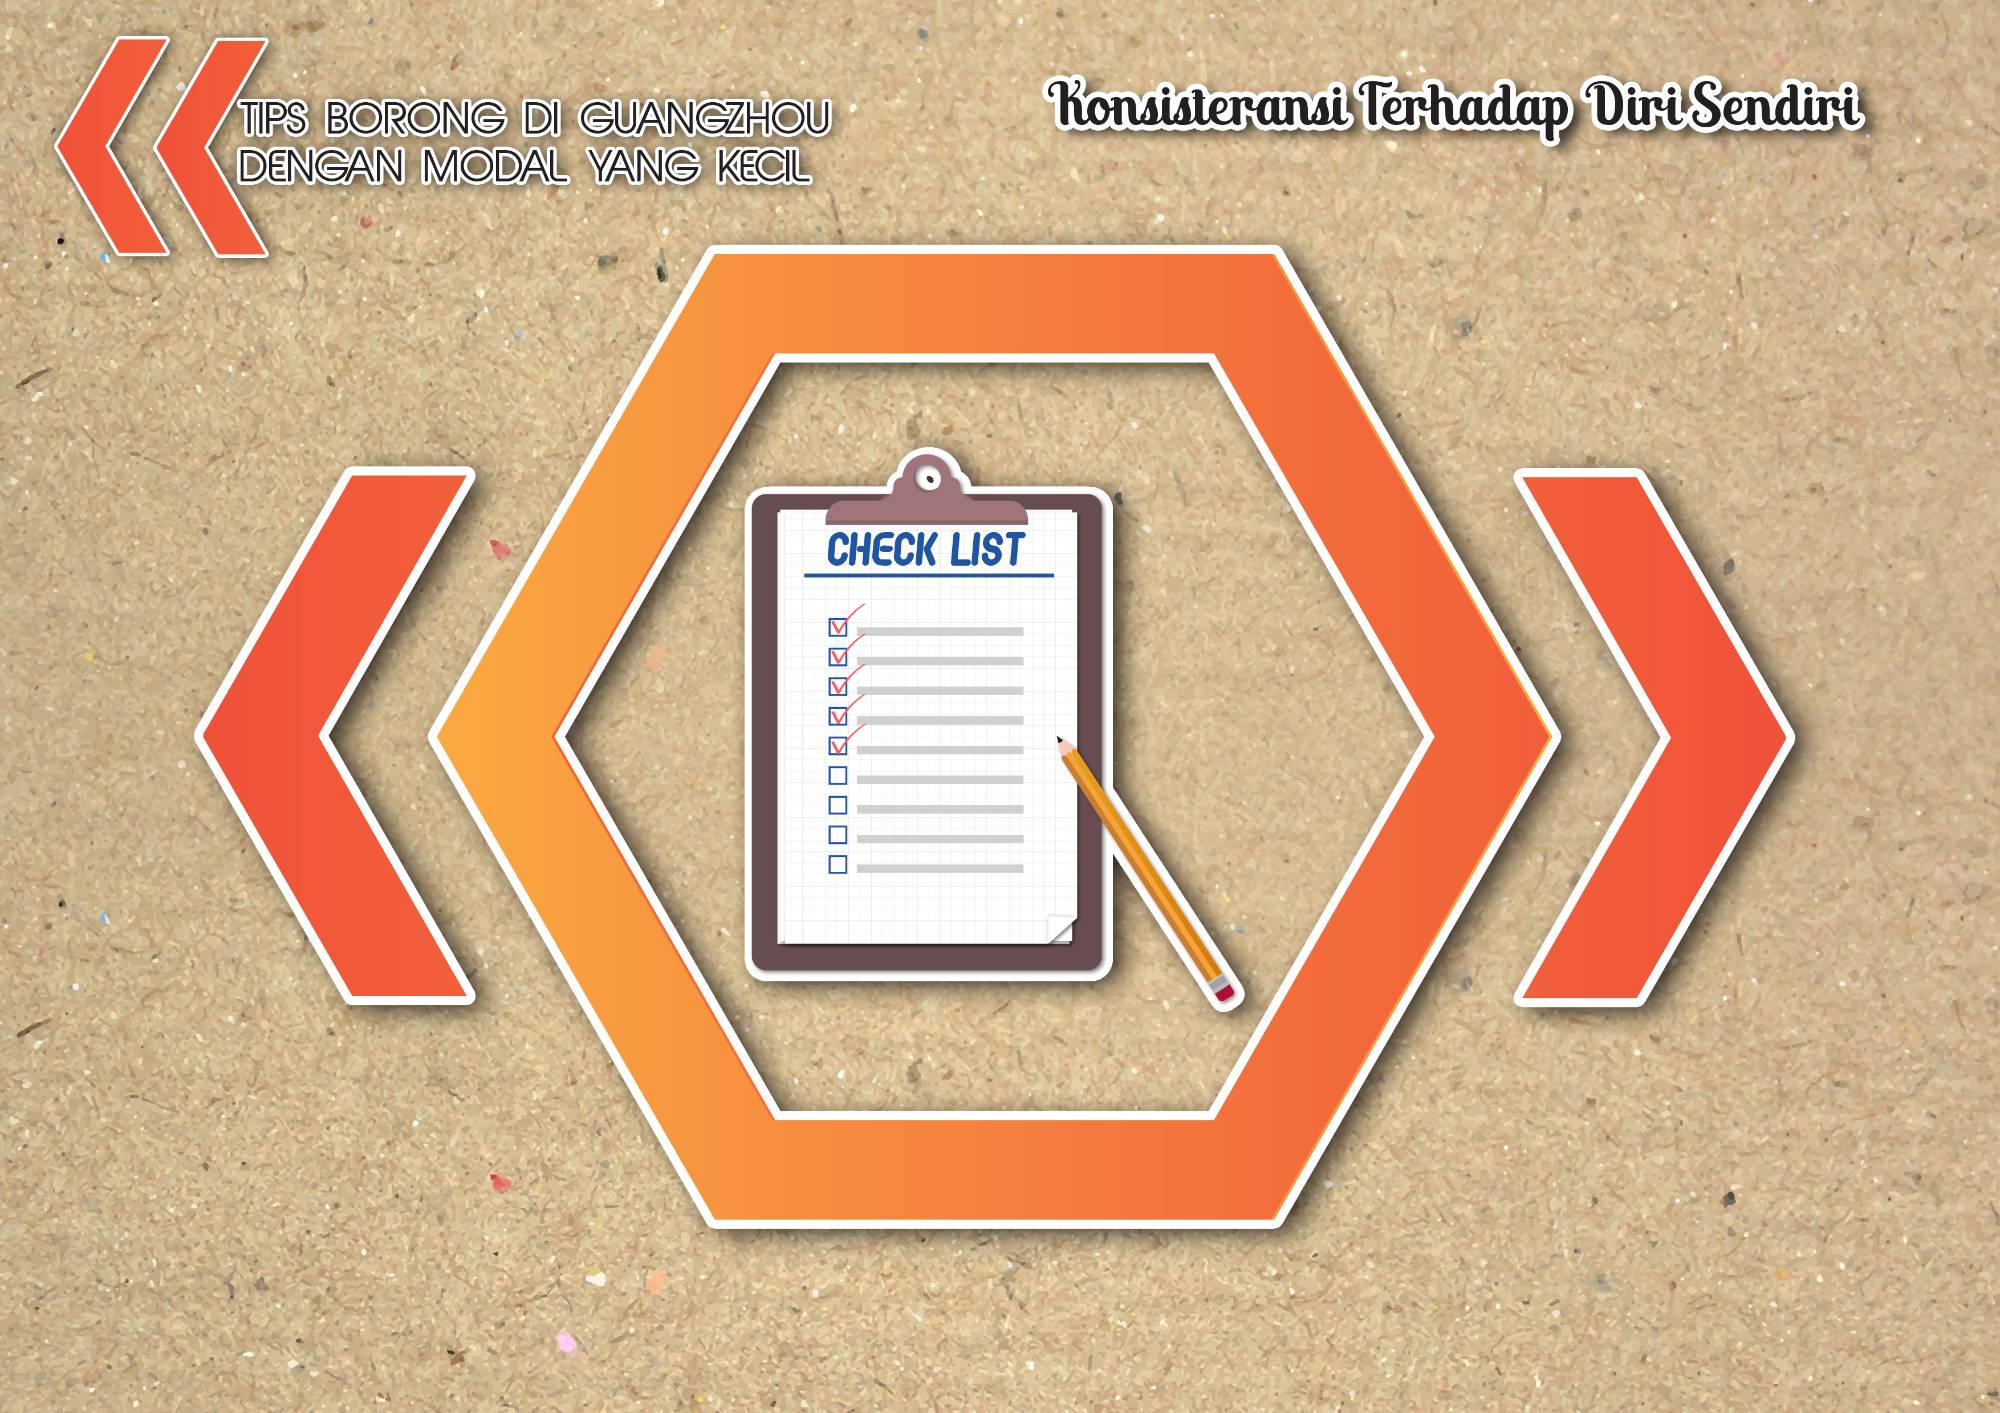 TIPS BORONG DI GUANGZHOU
DENGAN MODAL YANG KECIL
Konsisteransi Terhadap Diri Sendiri
CHECK LIST